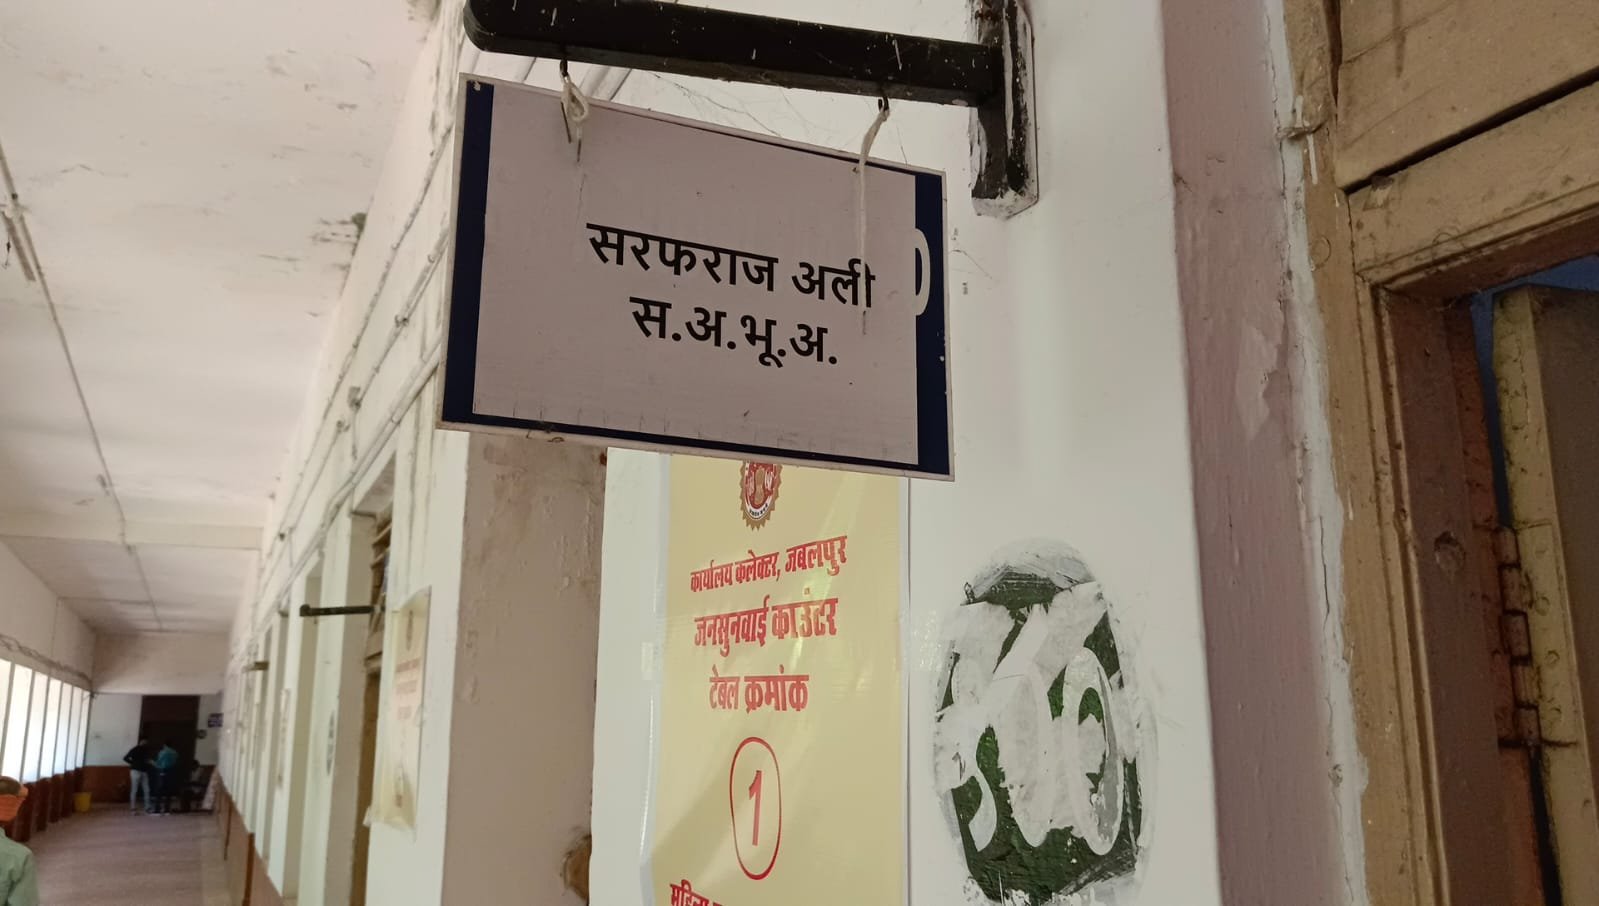 सरफराज अली
स.अ.भू.अ.
कार्यालय कलेक्टर, जबलपुर
जनसुनवाई काउंटर
टेबल क्रमांक
1